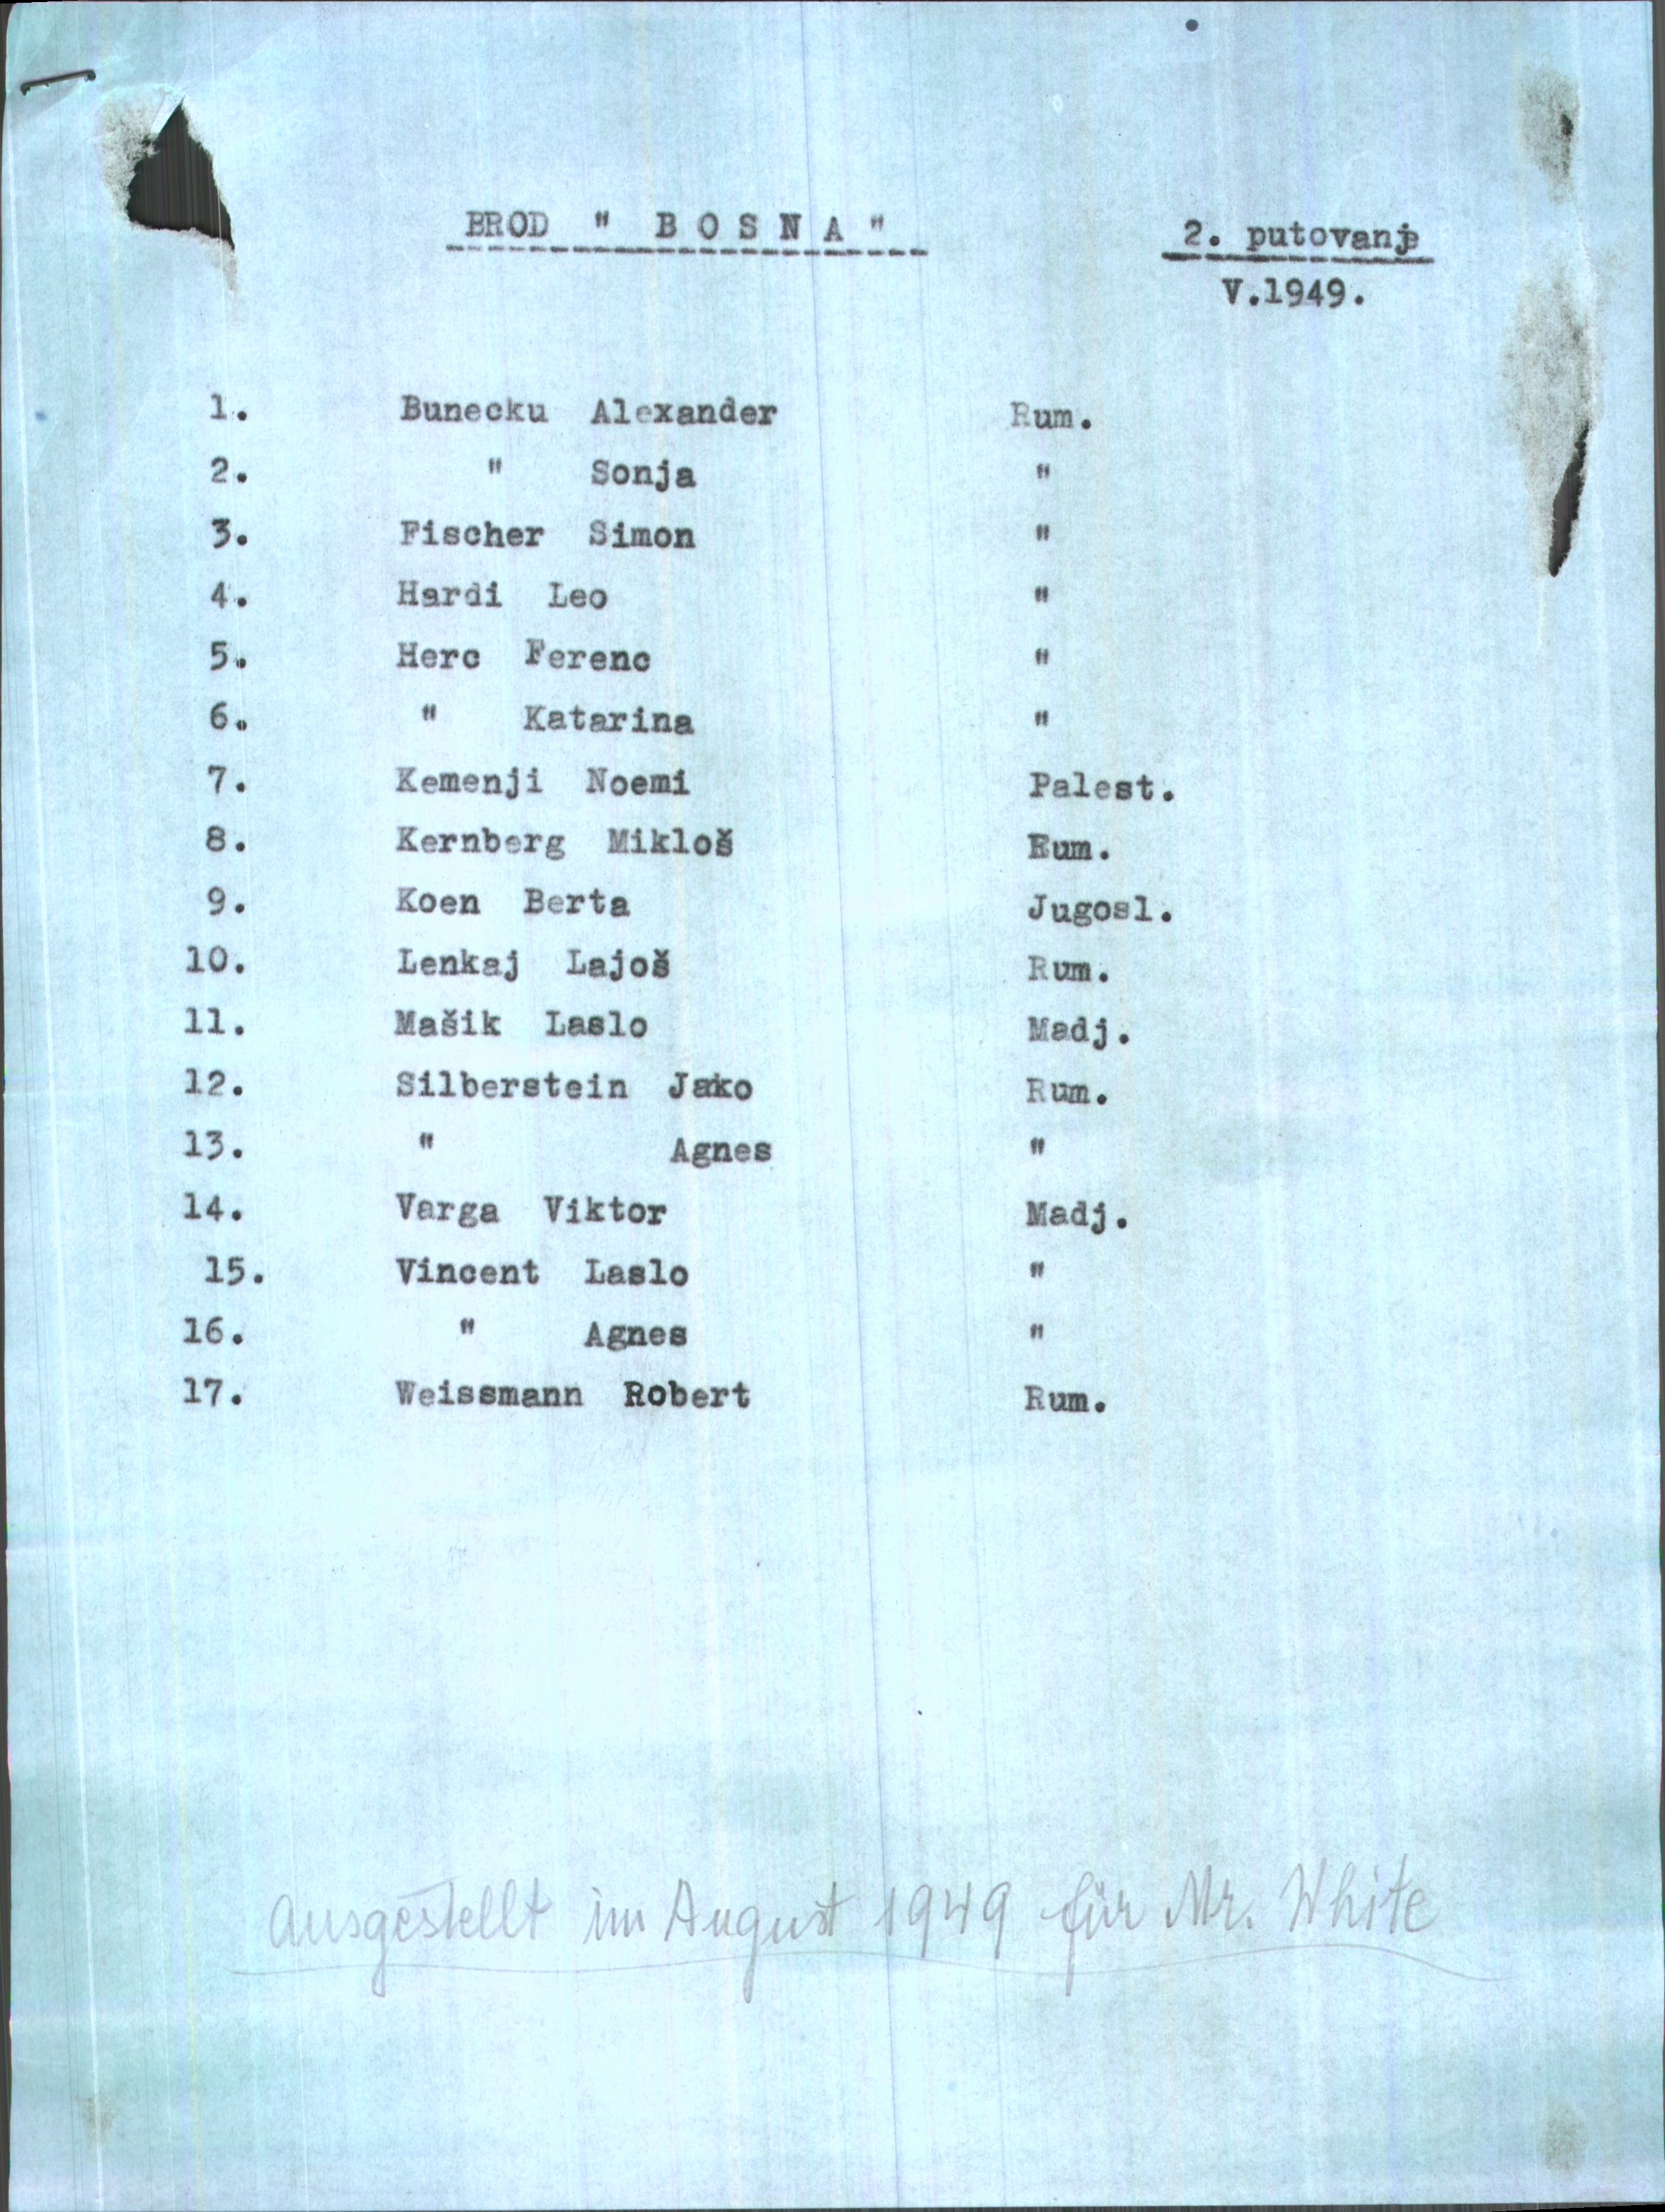 BROD " B O S N A "
2. putovanje
V.1949.
1. Bunecku Alexander Rum.
2. " Sonja "
3. Fischer Simon "
4. Hardi Leo "
5. Herc Ferenc "
6. " Katarina "
7. Kemenji Noemi Palest.
8. Kernberg Mikloš Rum.
9. Koen Berta Jugosl.
10. Lenkaj Lajoš Rum.
11. Mašik Laslo Madj.
12. Silberstein Jako Rum.
13. " Agnes "
14. Varga Viktor Madj.
15. Vincent Laslo "
16. " Agnes "
17. Weissmann Robert Rum.
ausgestellt im August 1949 für Mr. White